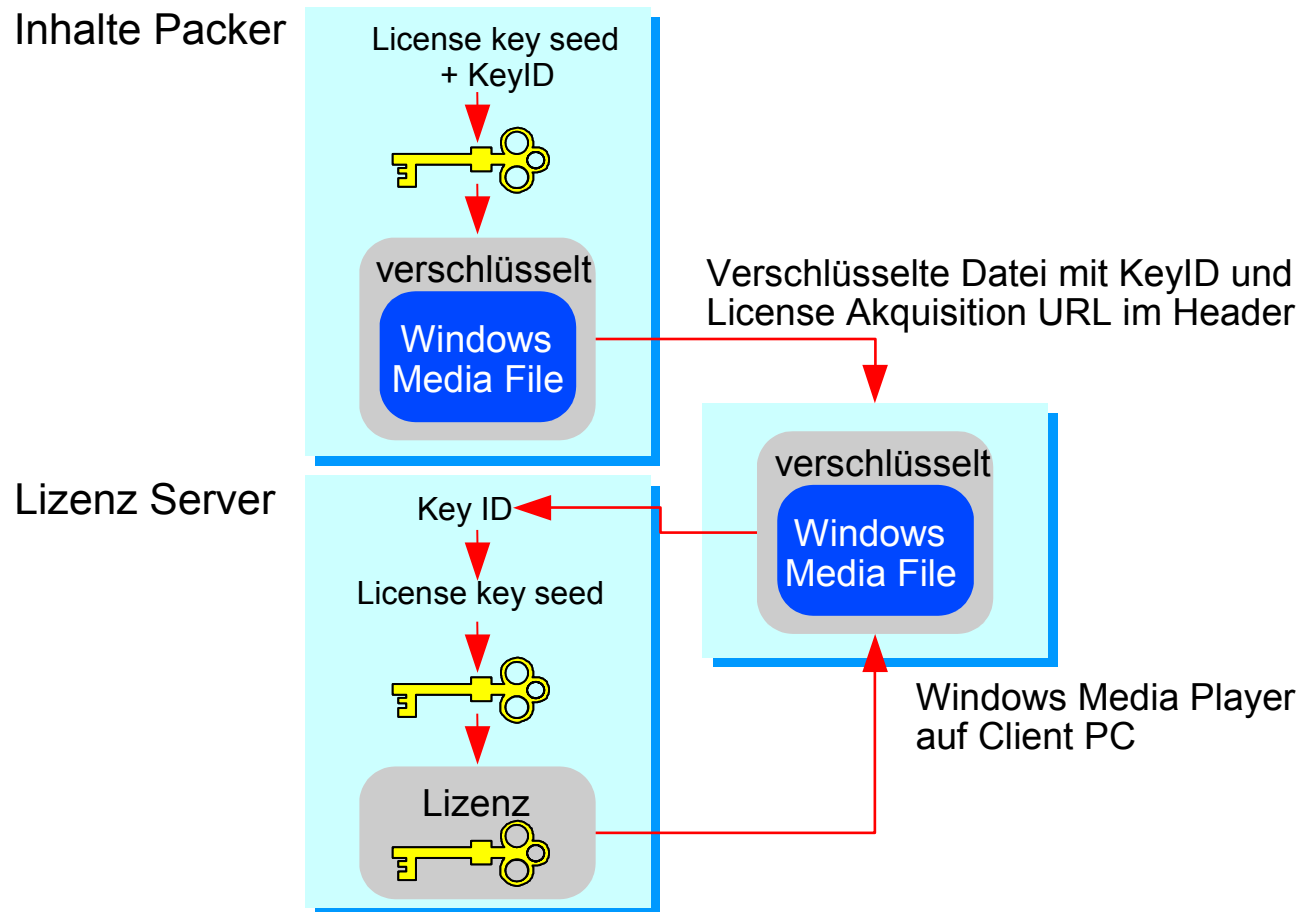 Inhalte Packer
License key seed
+ KeyID
verschlüsselt
Windows
Media File
Verschlüsselte Datei mit KeyID und
License Akquisition URL im Header
verschlüsselt
Windows
Media File
Lizenz Server
Key ID
License key seed
Lizenz
Windows Media Player
auf Client PC